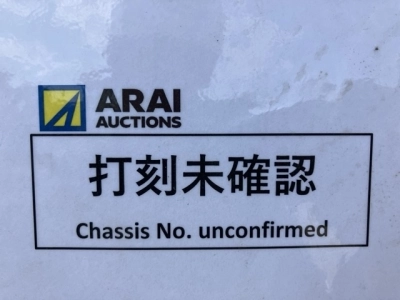 ARAI
AUCTIONS
打刻未確認
Chassis No. unconfirmed